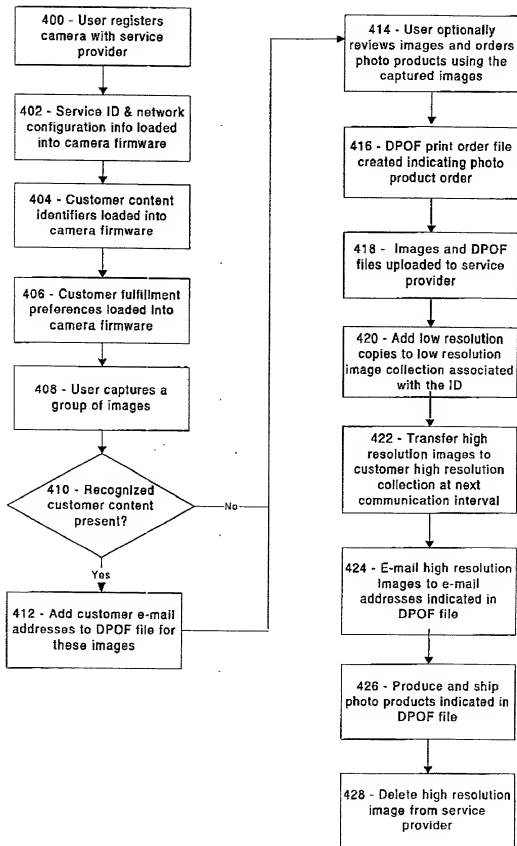 400 - User registers
camera with service
provider
402 - Service ID & network
configuration info loaded
into camera firmware
404 - Customer content
identifiers loaded into
camera firmware
406 - Customer fulfillment
preferences loaded into
camera firmware
408 - User captures a
group of images
410 - Recognized
customer content
present?
No
Yes
412 - Add customer e-mail
addresses to DPOF file for
these images
414 - User optionally
reviews images and orders
photo products using the
captured images
416 - DPOF print order file
created indicating photo
product order
418 - Images and DPOF
files uploaded to service
provider
420 - Add low resolution
copies to low resolution
image collection associated
with the ID
422 - Transfer high
resolution images to
customer high resolution
collection at next
communication interval
424 - E-mail high resolution
images to e-mail
addresses indicated in
DPOF file
426 - Produce and ship
photo products indicated in
DPOF file
428 - Delete high resolution
image from service
provider